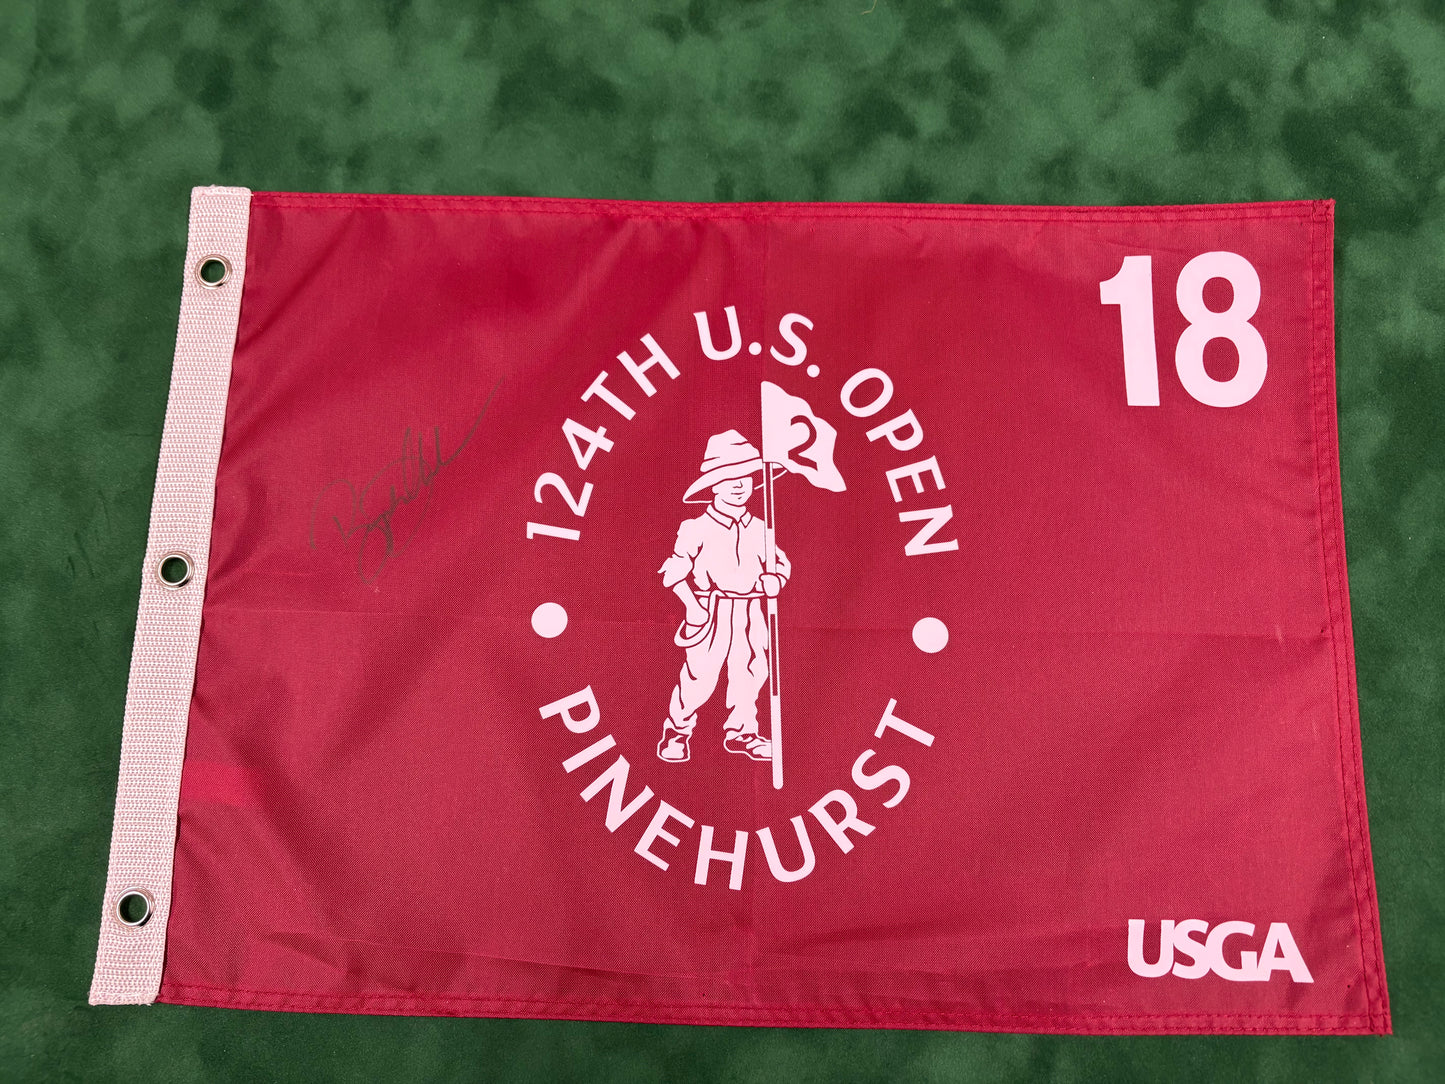 18
124TH U.S. OPEN
2
PINEHURST
USGA